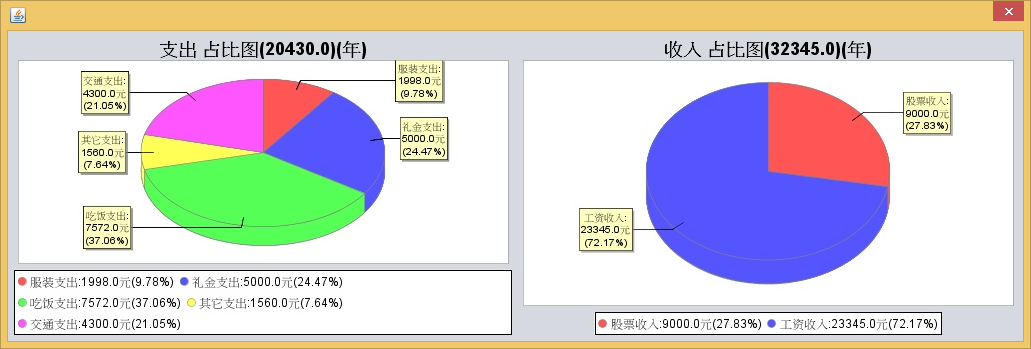 支出 占比图(20430.0)(年)
交通支出:
4300.0元
(21.05%)
服装支出:
1998.0元
(9.78%)
礼金支出:
5000.0元
(24.47%)
其它支出:
1560.0元
(7.64%)
吃饭支出:
7572.0元
(37.06%)
服装支出:1998.0元(9.78%) 礼金支出:5000.0元(24.47%)
吃饭支出:7572.0元(37.06%) 其它支出:1560.0元(7.64%)
交通支出:4300.0元(21.05%)
收入 占比图(32345.0)(年)
股票收入:
9000.0元
(27.83%)
工资收入:
23345.0元
(72.17%)
股票收入:9000.0元(27.83%) 工资收入:23345.0元(72.17%)